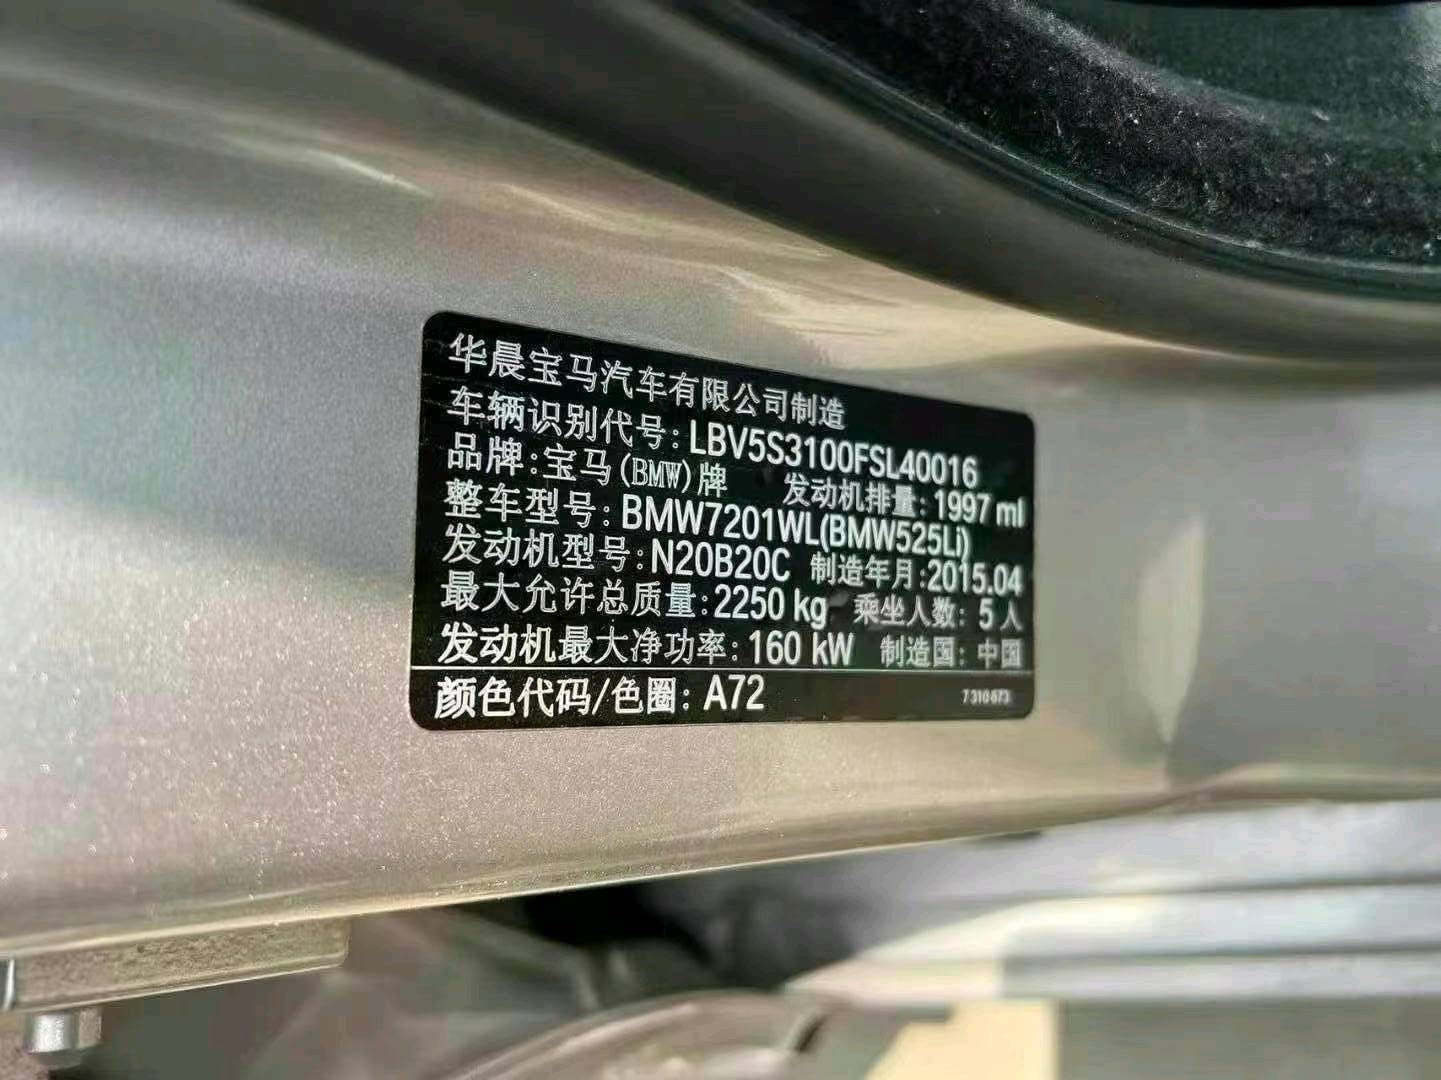 华晨宝马汽车有限公司制造
车辆识别代号: LBV5S3100FSL40016
品牌:宝马(BMW)牌 发动机排量: 1997 ml
整车型号: BMW7201WL(BMW525Li)
发动机型号: N20B20C 制造年月:2015.04
最大允许总质量:2250 kg 乘坐人数: 5人
发动机最大净功率: 160 kW 制造国: 中国
颜色代码/色圈: A72 7310673